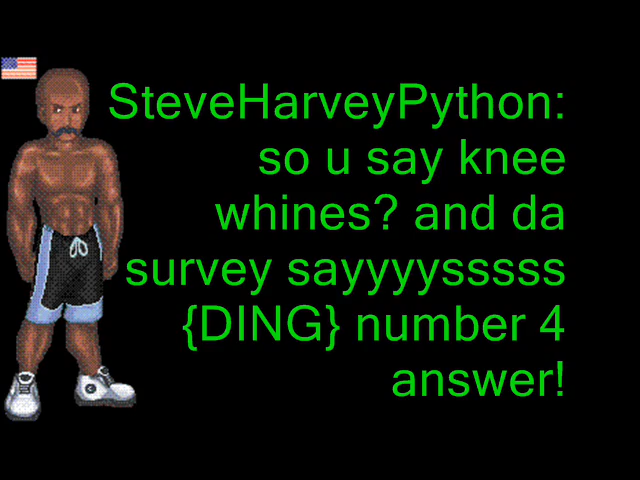 SteveHarveyPython:
so u say knee
whines? and da
survey sayyyysssss
{DING} number 4
answer!